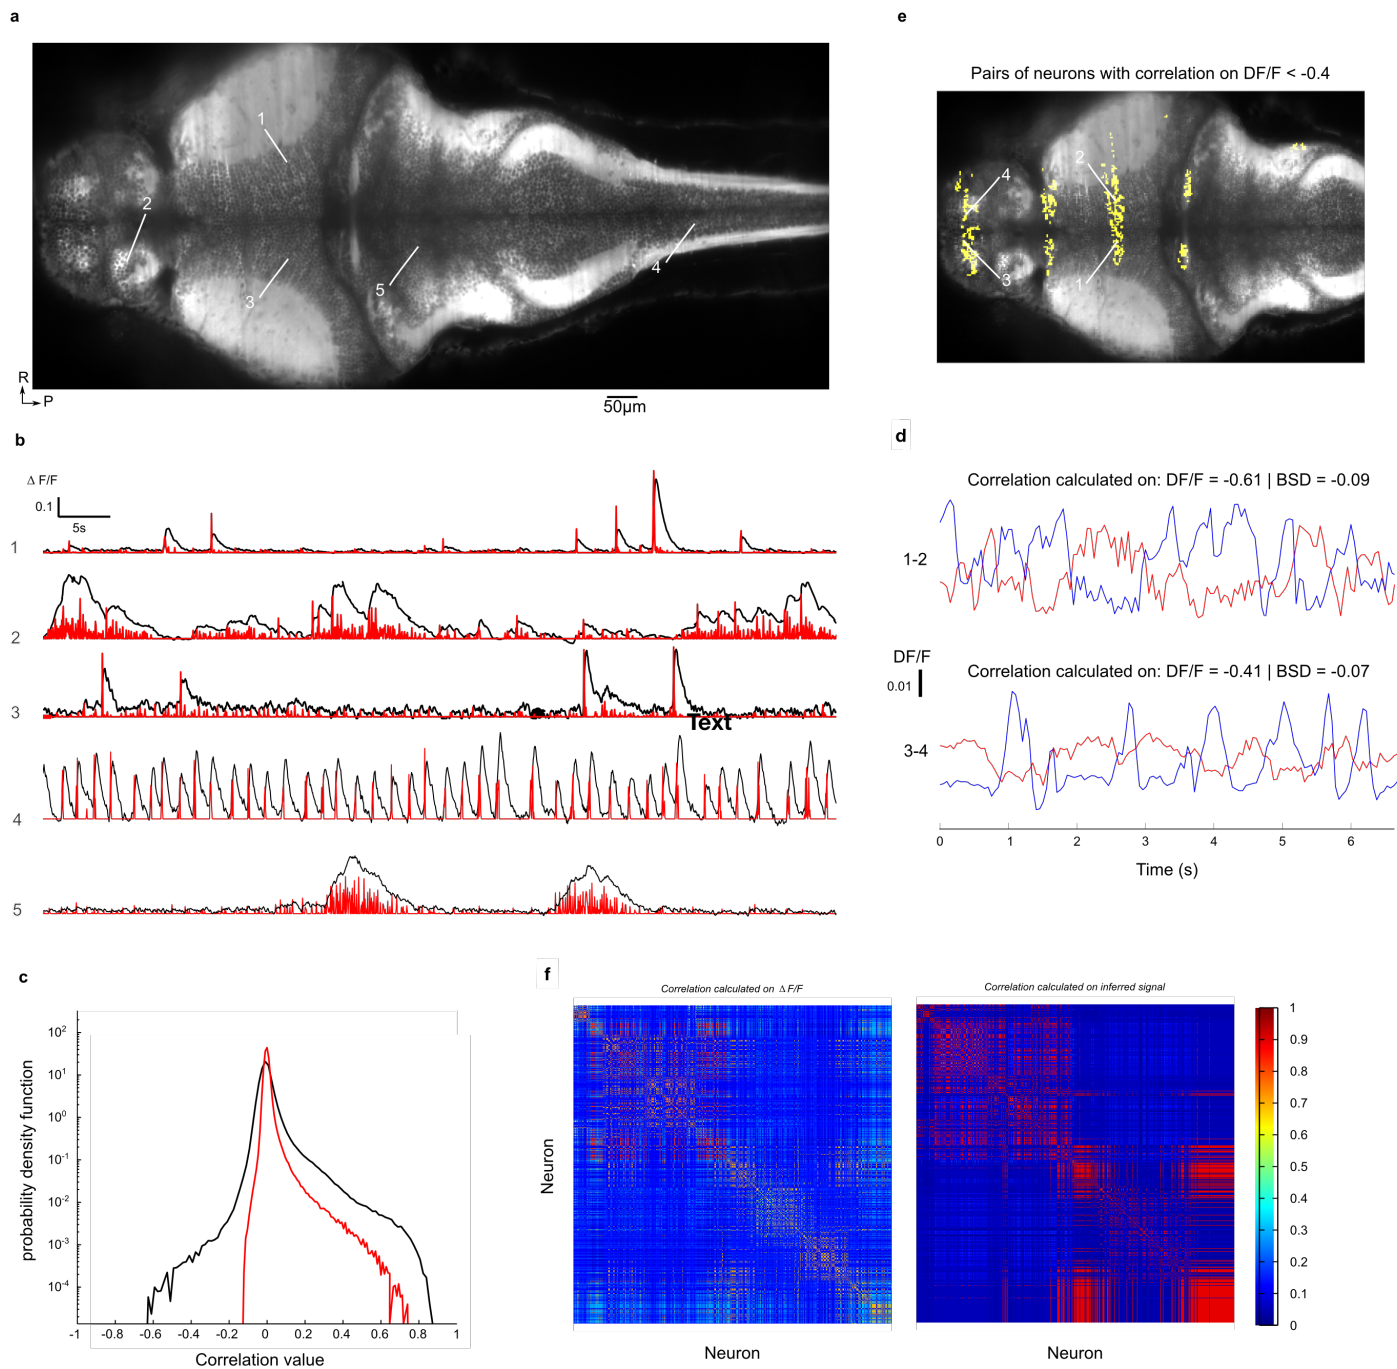 a
1
2
3
4
5
R
P
50µm
e
Pairs of neurons with correlation on DF/F < -0.4
4
2
3
1
b
Δ F/F
0.1
5s
1
2
3
Text
4
5
d
Correlation calculated on: DF/F = -0.61 | BSD = -0.09
1-2
DF/F
0.01
Correlation calculated on: DF/F = -0.41 | BSD = -0.07
3-4
0 1 2 3 4 5 6
Time (s)
c
probability density function
10^2
10^1
10^0
10^-1
10^-2
10^-3
10^-4
-1 -0.8 -0.6 -0.4 -0.2 0 0.2 0.4 0.6 0.8 1
Correlation value
f
Correlation calculated on Δ F/F
Neuron
Neuron
Correlation calculated on inferred signal
Neuron
1
0.9
0.8
0.7
0.6
0.5
0.4
0.3
0.2
0.1
0